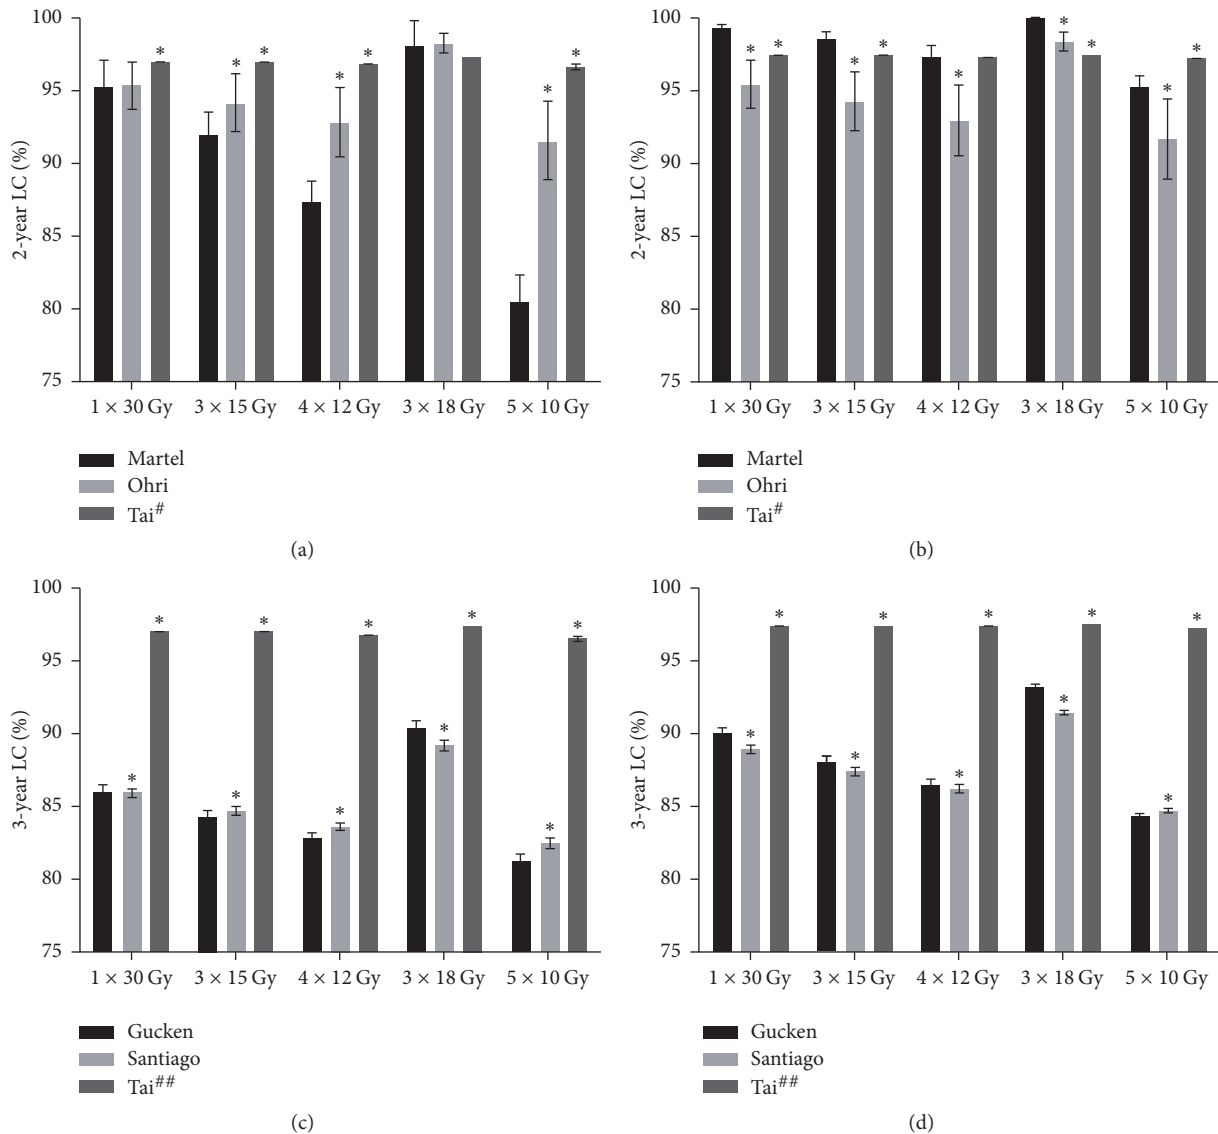 100
95
90
85
80
75
2-year LC (%)
* * * * * * * *
1 × 30 Gy 3 × 15 Gy 4 × 12 Gy 3 × 18 Gy 5 × 10 Gy
Martel
Ohri
Tai#
(a)
100
95
90
85
80
75
2-year LC (%)
* * * * * * * * *
1 × 30 Gy 3 × 15 Gy 4 × 12 Gy 3 × 18 Gy 5 × 10 Gy
Martel
Ohri
Tai#
(b)
100
95
90
85
80
75
3-year LC (%)
* * * * * * * * * *
1 × 30 Gy 3 × 15 Gy 4 × 12 Gy 3 × 18 Gy 5 × 10 Gy
Gucken
Santiago
Tai##
(c)
100
95
90
85
80
75
3-year LC (%)
* * * * * * * * * *
1 × 30 Gy 3 × 15 Gy 4 × 12 Gy 3 × 18 Gy 5 × 10 Gy
Gucken
Santiago
Tai##
(d)